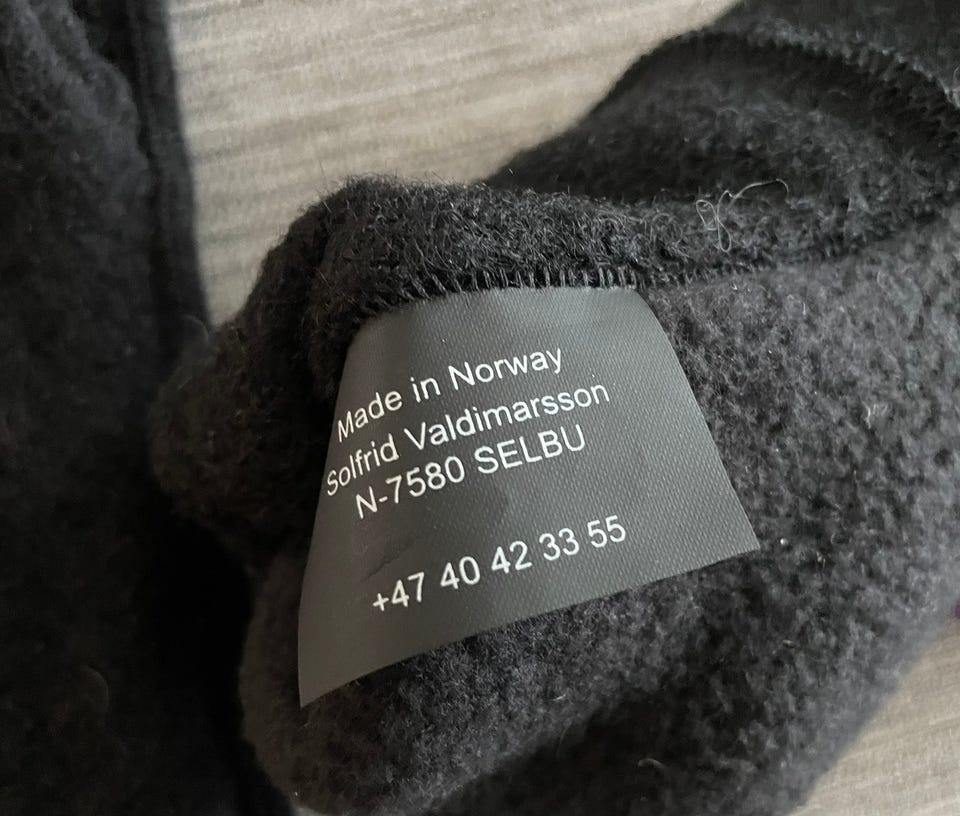 Made in Norway
Solfrid Valdimarsson
N-7580 SELBU
+47 40 42 33 55